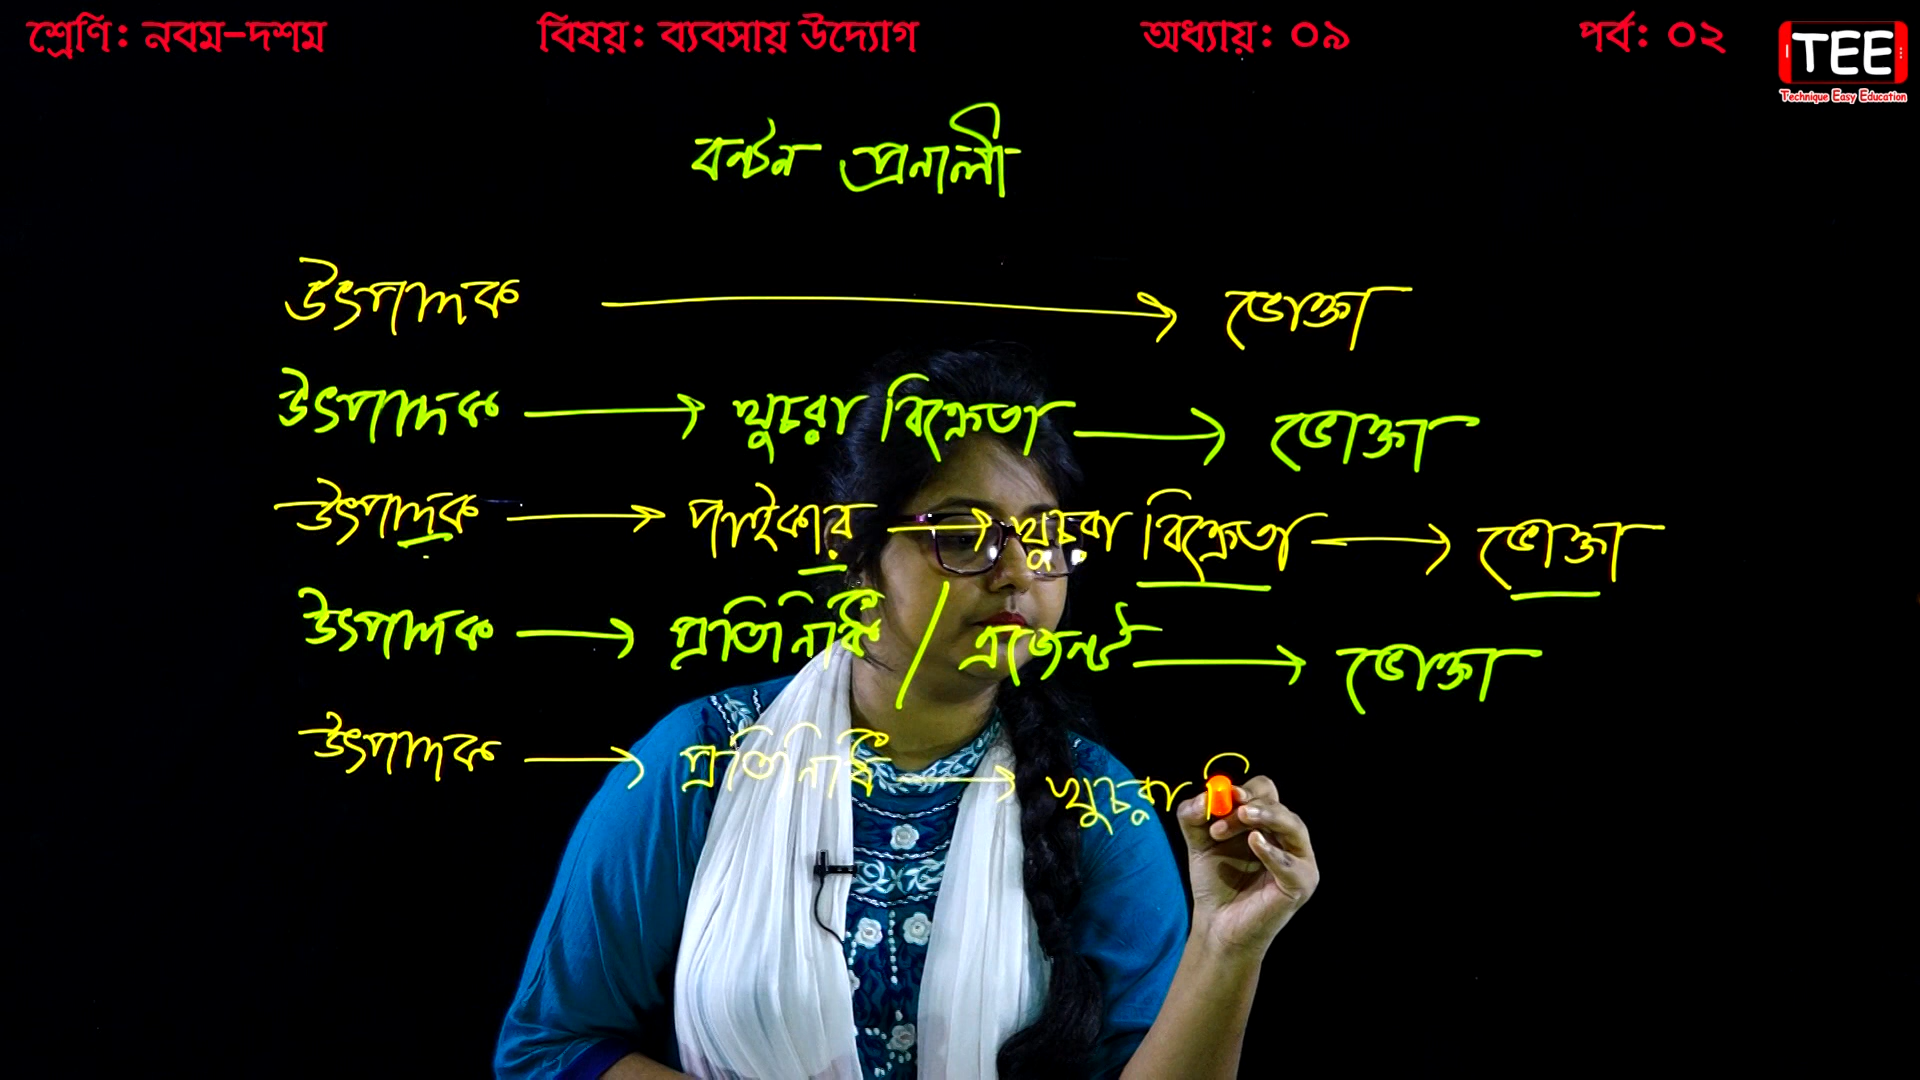 শ্রেণি: নবম-দশম বিষয়: ব্যবসায় উদ্যোগ অধ্যায়: ০৯ পর্ব: ০২
TEE
Technique Easy Education
বন্টন প্রনালী
উৎপাদক → ভোক্তা
উৎপাদক → খুচরা বিক্রেতা → ভোক্তা
উৎপাদক → পাইকার → খুচরা বিক্রেতা → ভোক্তা
উৎপাদক → প্রতিনিধি / এজেন্ট → ভোক্তা
উৎপাদক → প্রতিনিধি → খুচরা